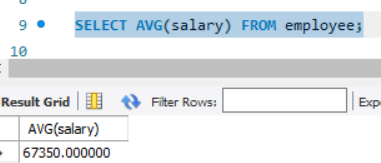 9 SELECT AVG(salary) FROM employee;
10
Result Grid Filter Rows:
AVG(salary)
67350.000000